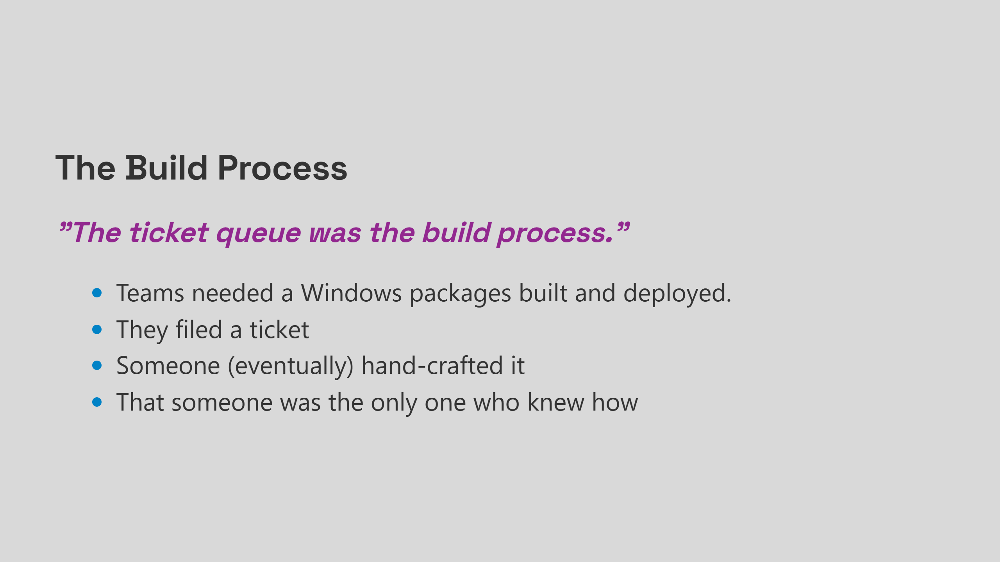 The Build Process
”The ticket queue was the build process.”
• Teams needed a Windows packages built and deployed.
• They filed a ticket
• Someone (eventually) hand-crafted it
• That someone was the only one who knew how